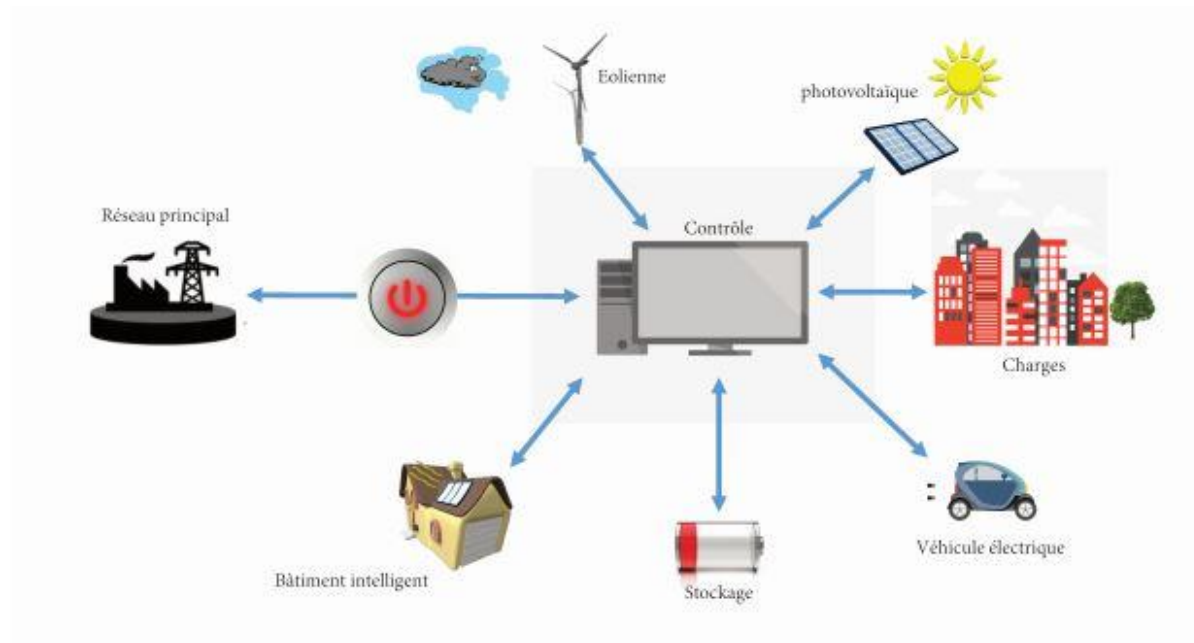 Eolienne
photovoltaïque
Réseau principal
Contrôle
Charges
Véhicule électrique
Bâtiment intelligent
Stockage